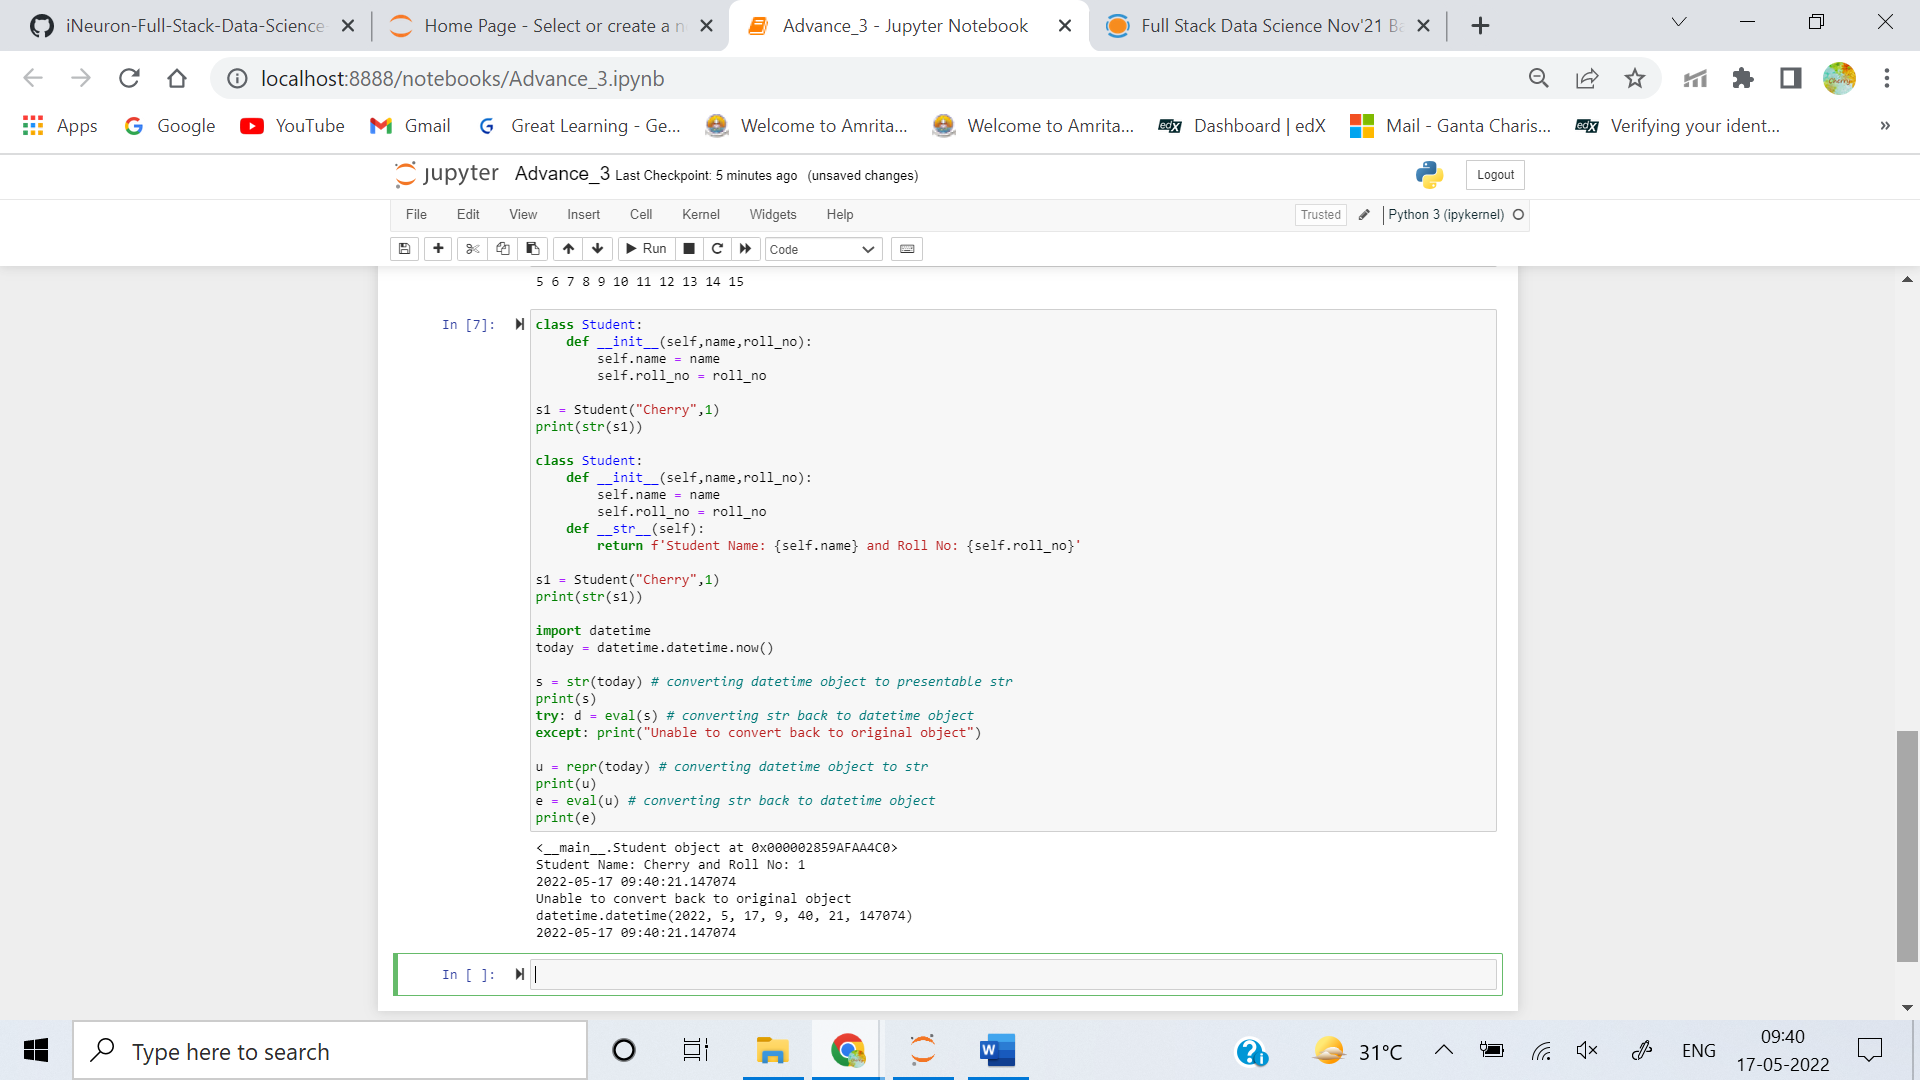 iNeuron-Full-Stack-Data-Science
Home Page - Select or create a n
Advance_3 - Jupyter Notebook
Full Stack Data Science Nov'21 Ba
localhost:8888/notebooks/Advance_3.ipynb
Apps
Google
YouTube
Gmail
Great Learning - Ge...
Welcome to Amrita...
Welcome to Amrita...
edX
Dashboard | edX
Mail - Ganta Charis...
edX
Verifying your ident...
»
jupyter Advance_3 Last Checkpoint: 5 minutes ago (unsaved changes)
Logout
File Edit View Insert Cell Kernel Widgets Help
Trusted
Python 3 (ipykernel)
Run
Code
5 6 7 8 9 10 11 12 13 14 15
In [7]:
class Student:
    def __init__(self,name,roll_no):
        self.name = name
        self.roll_no = roll_no
s1 = Student("Cherry",1)
print(str(s1))
class Student:
    def __init__(self,name,roll_no):
        self.name = name
        self.roll_no = roll_no
    def __str__(self):
        return f'Student Name: {self.name} and Roll No: {self.roll_no}'
s1 = Student("Cherry",1)
print(str(s1))
import datetime
today = datetime.datetime.now()
s = str(today) # converting datetime object to presentable str
print(s)
try: d = eval(s) # converting str back to datetime object
except: print("Unable to convert back to original object")
u = repr(today) # converting datetime object to str
print(u)
e = eval(u) # converting str back to datetime object
print(e)
<__main__.Student object at 0x000002859AFAA4C0>
Student Name: Cherry and Roll No: 1
2022-05-17 09:40:21.147074
Unable to convert back to original object
datetime.datetime(2022, 5, 17, 9, 40, 21, 147074)
2022-05-17 09:40:21.147074
In [ ]:
Type here to search
31°C
ENG
09:40
17-05-2022